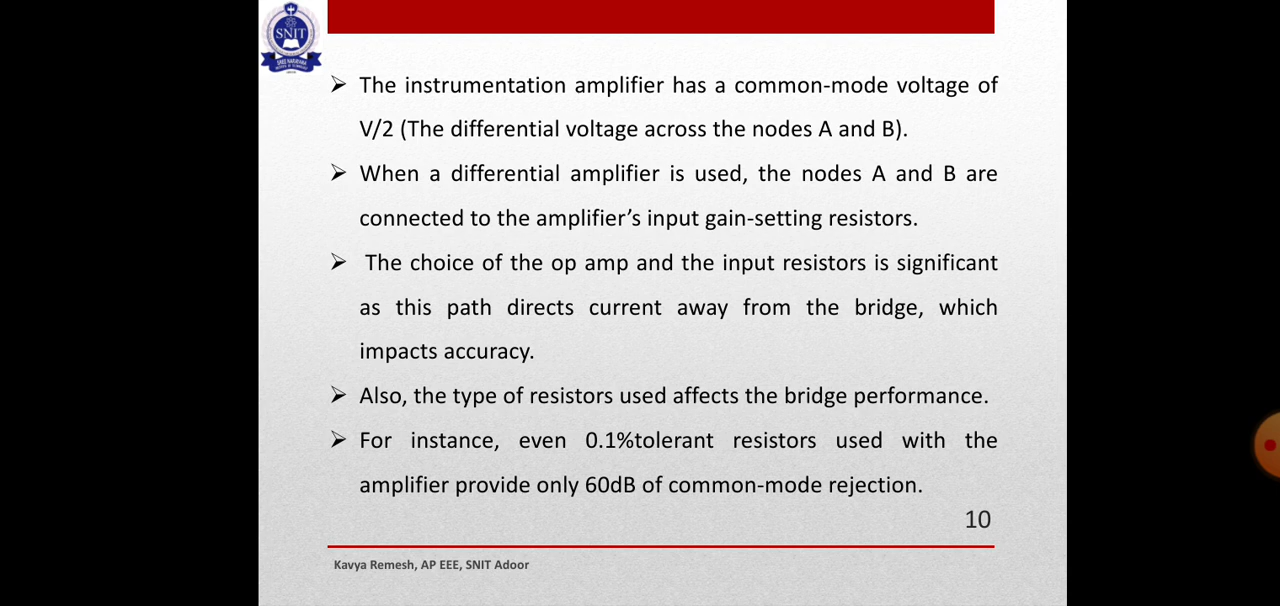 SNIT
➢ The instrumentation amplifier has a common-mode voltage of
V/2 (The differential voltage across the nodes A and B).
➢ When a differential amplifier is used, the nodes A and B are
connected to the amplifier’s input gain-setting resistors.
➢ The choice of the op amp and the input resistors is significant
as this path directs current away from the bridge, which
impacts accuracy.
➢ Also, the type of resistors used affects the bridge performance.
➢ For instance, even 0.1%tolerant resistors used with the
amplifier provide only 60dB of common-mode rejection.
10
Kavya Remesh, AP EEE, SNIT Adoor